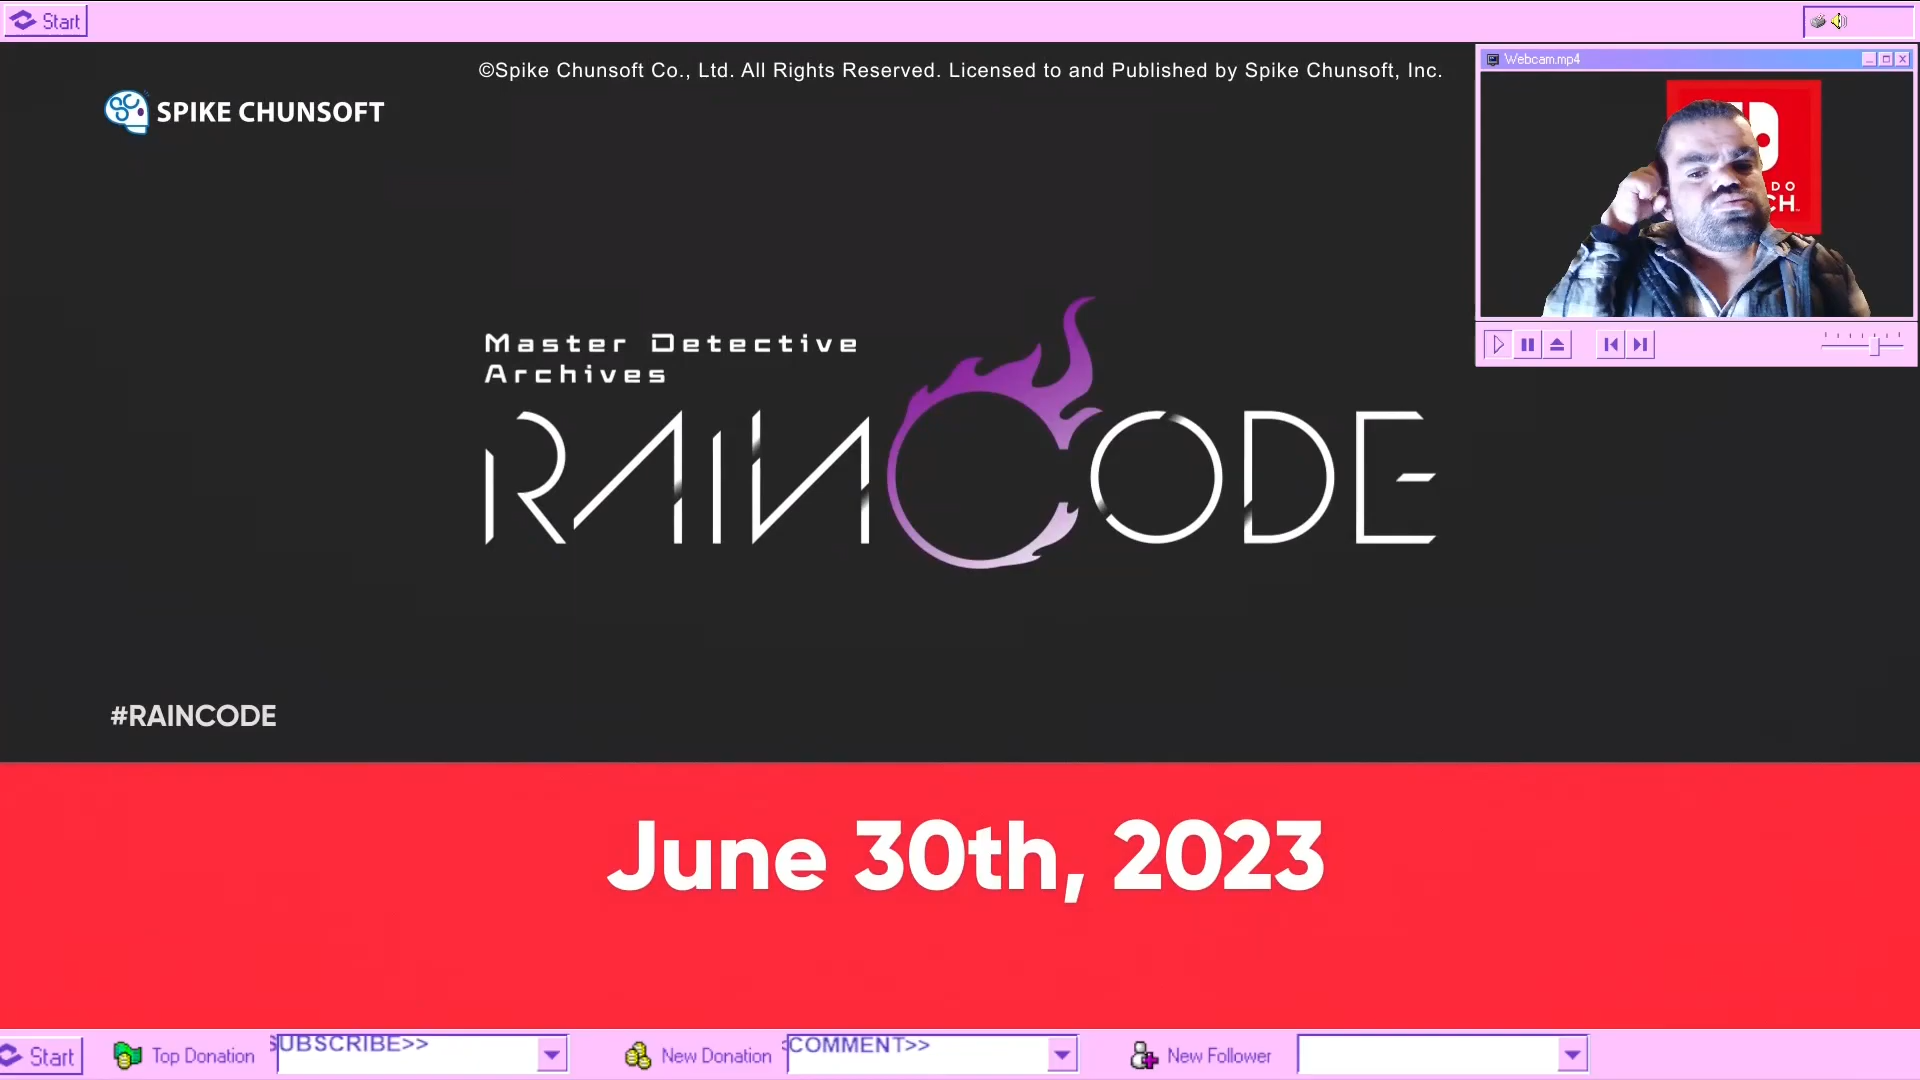 Start
©Spike Chunsoft Co., Ltd. All Rights Reserved. Licensed to and Published by Spike Chunsoft, Inc.
Webcam.mp4
SPIKE CHUNSOFT
Master Detective
Archives
RAINCODE
#RAINCODE
June 30th, 2023
Start
Top Donation
SUBSCRIBE>>
New Donation
COMMENT>>
New Follower